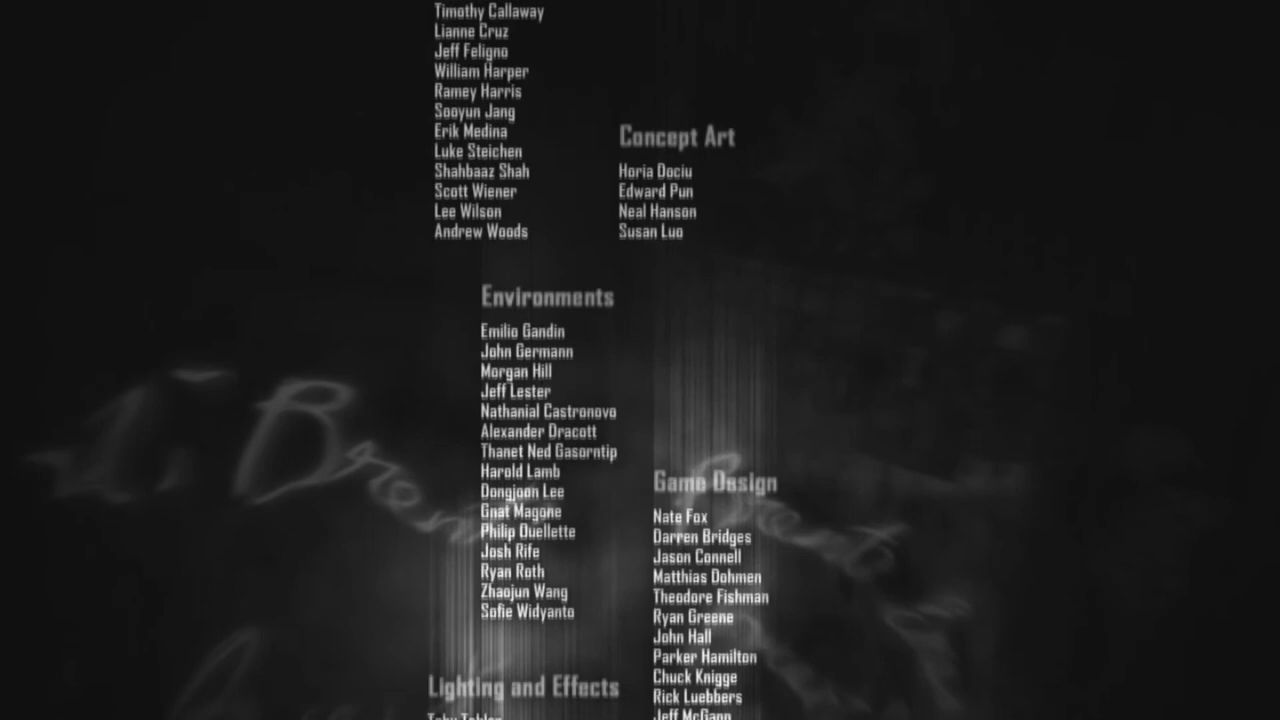 Timothy Callaway
Lianne Cruz
Jeff Feligno
William Harper
Ramey Harris
Sooyun Jang
Erik Medina
Luke Steichen
Shahbaaz Shah
Scott Wiener
Lee Wilson
Andrew Woods
Concept Art
Horia Dociu
Edward Pun
Neal Hanson
Susan Luo
Environments
Emilio Gandin
John Germann
Morgan Hill
Jeff Lester
Nathanial Castronovo
Alexander Dracott
Thanet Ned Gasorntip
Harold Lamb
Dongjoon Lee
Gnat Magone
Philip Ouellette
Josh Rife
Ryan Roth
Zhaojun Wang
Sofie Widyanto
Game Design
Nate Fox
Darren Bridges
Jason Connell
Matthias Dohmen
Theodore Fishman
Ryan Greene
John Hall
Parker Hamilton
Chuck Knigge
Rick Luebbers
Jeff McGann
Lighting and Effects